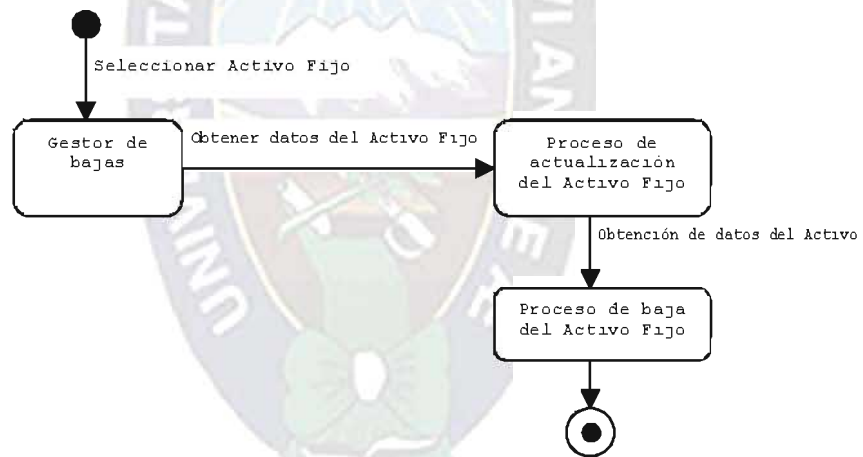 Seleccionar Activo Fijo
Gestor de
bajas
Obtener datos del Activo Fijo
Proceso de
actualización
del Activo Fijo
Obtención de datos del Activo
Proceso de baja
del Activo Fijo